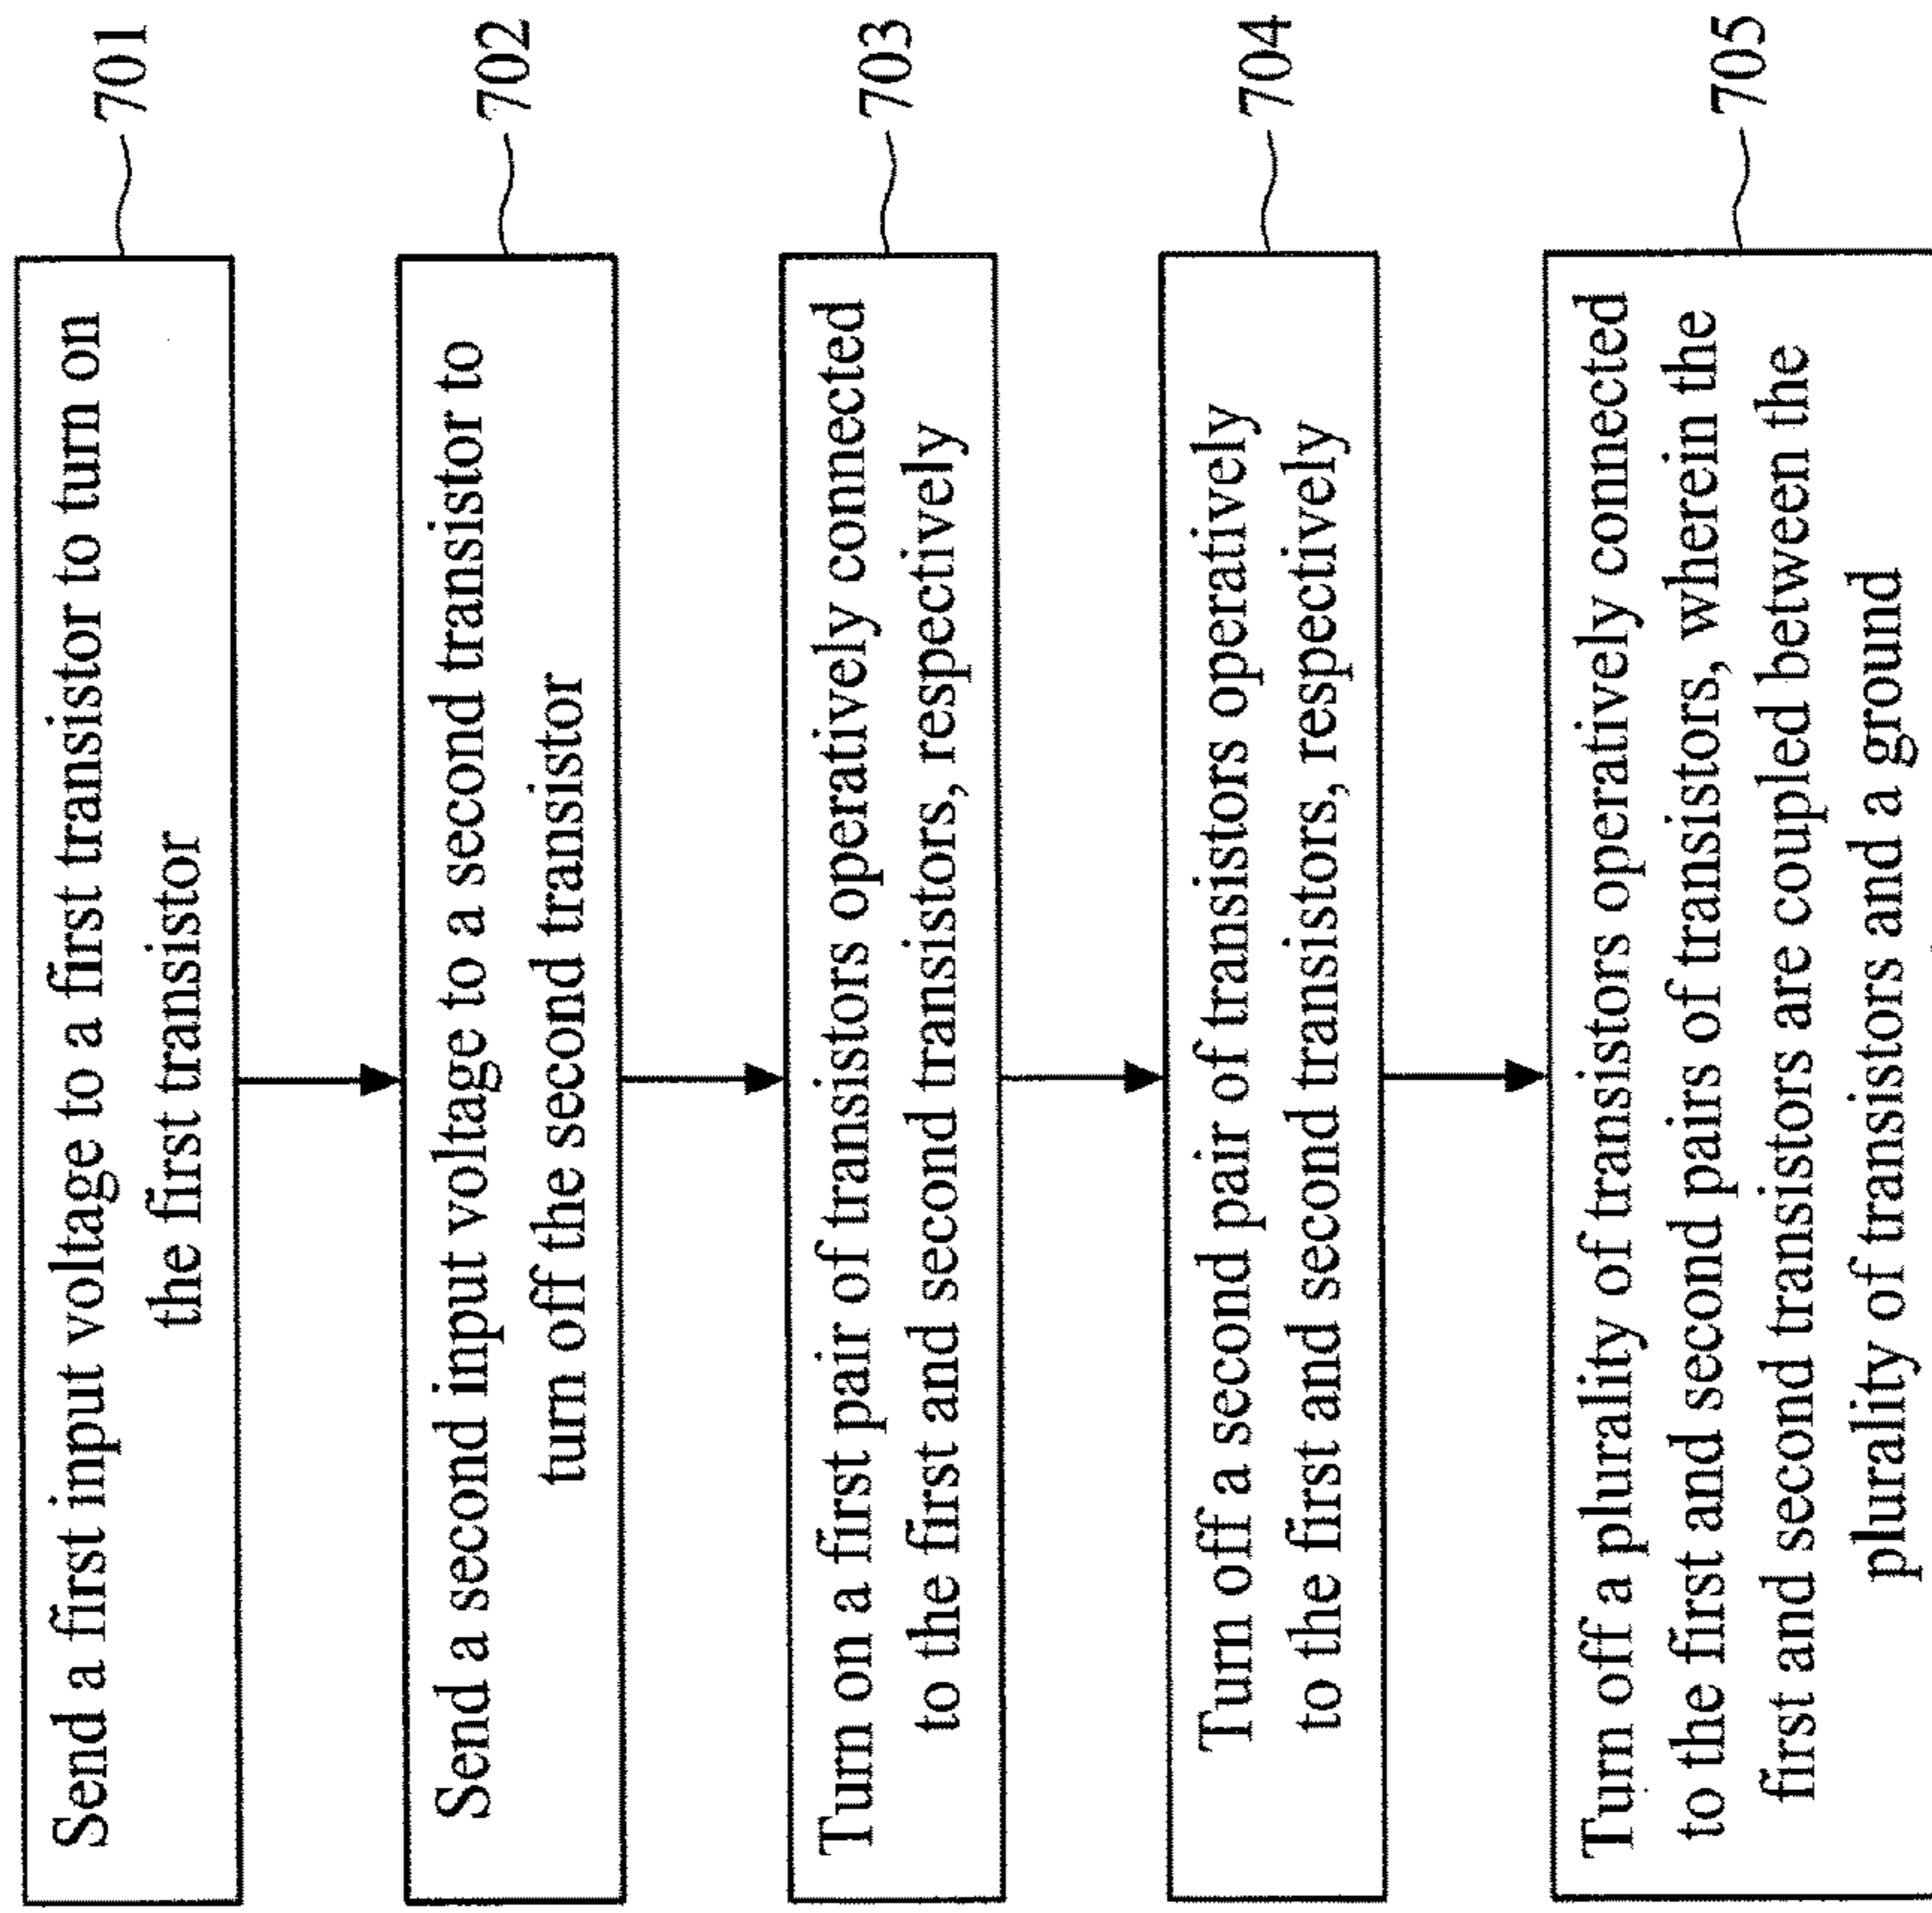 Send a first input voltage to a first transistor to turn on
the first transistor
701
Send a second input voltage to a second transistor to
turn off the second transistor
702
Turn on a first pair of transistors operatively connected
to the first and second transistors, respectively
703
Turn off a second pair of transistors operatively
to the first and second transistors, respectively
704
Turn off a plurality of transistors operatively connected
to the first and second pairs of transistors, wherein the
first and second transistors are coupled between the
plurality of transistors and a ground
705